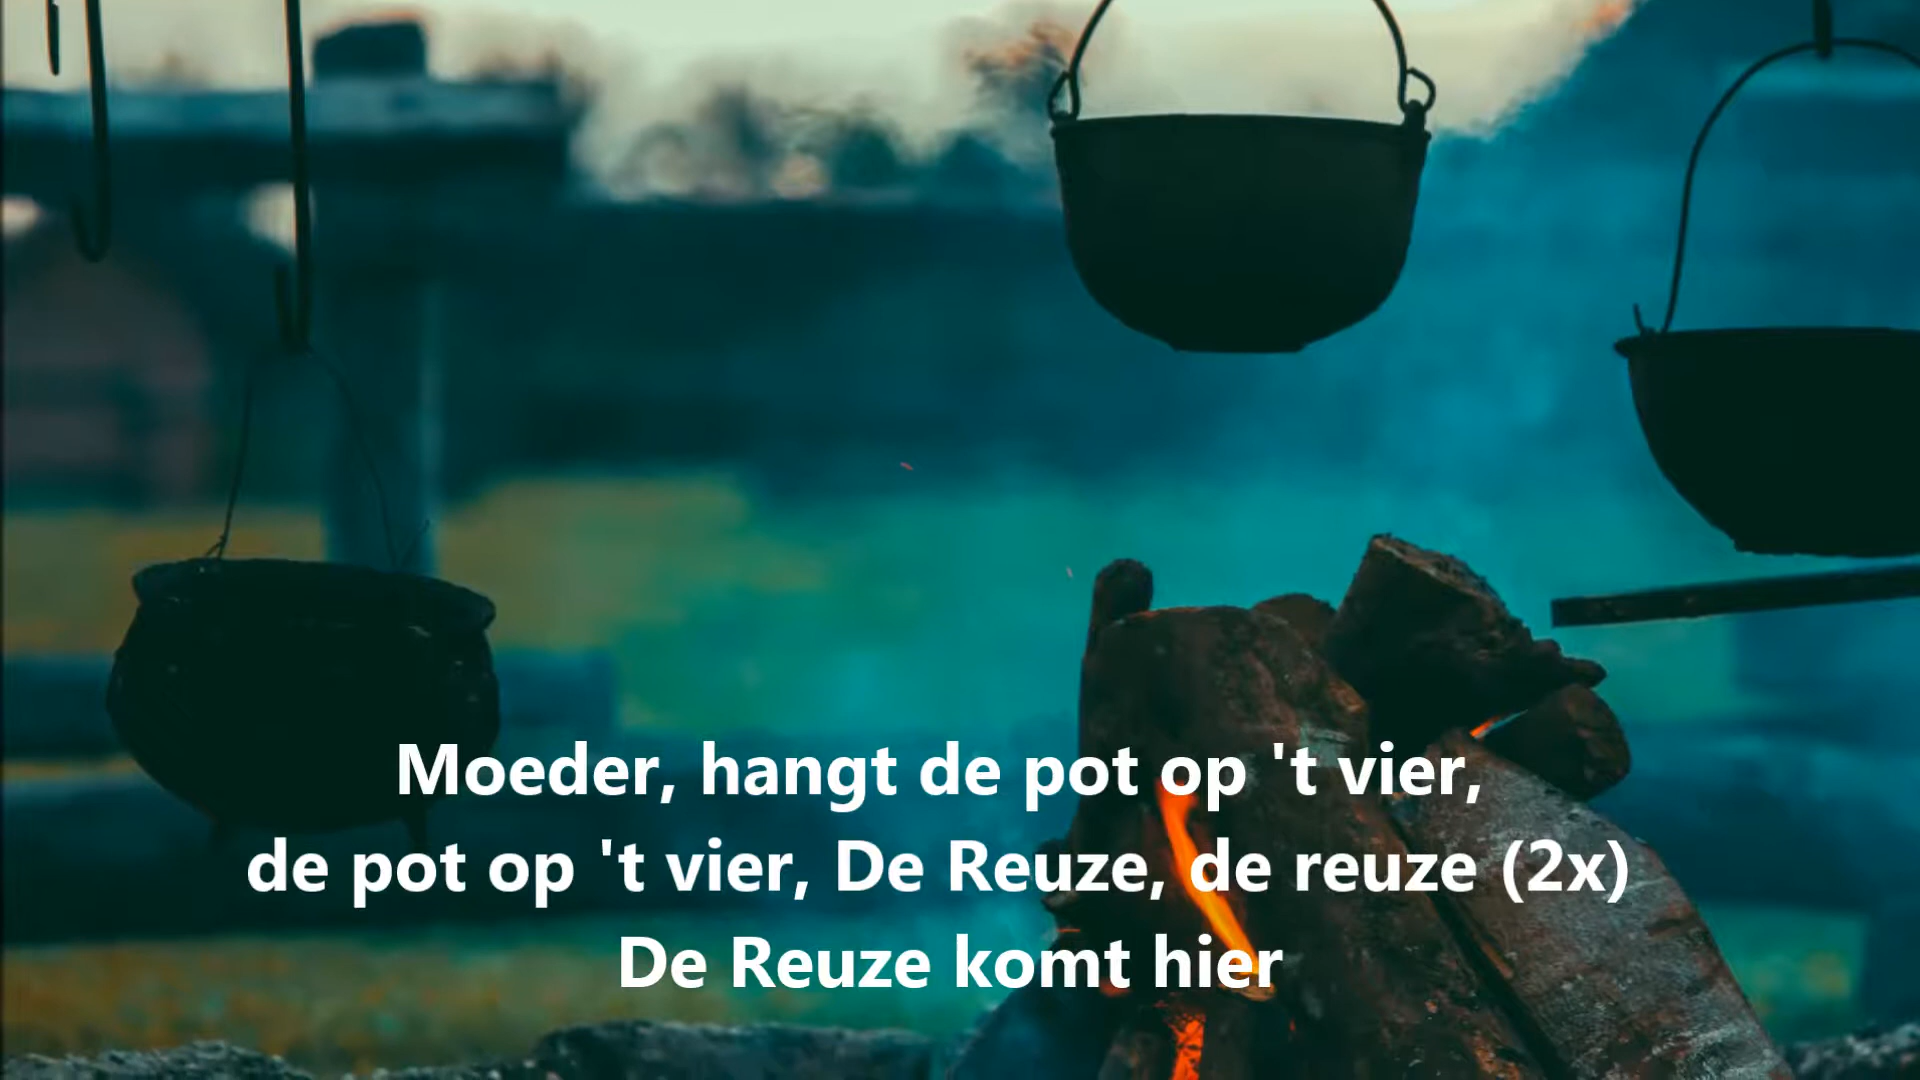 Moeder, hangt de pot op 't vier,
de pot op 't vier, De Reuze, de reuze (2x)
De Reuze komt hier